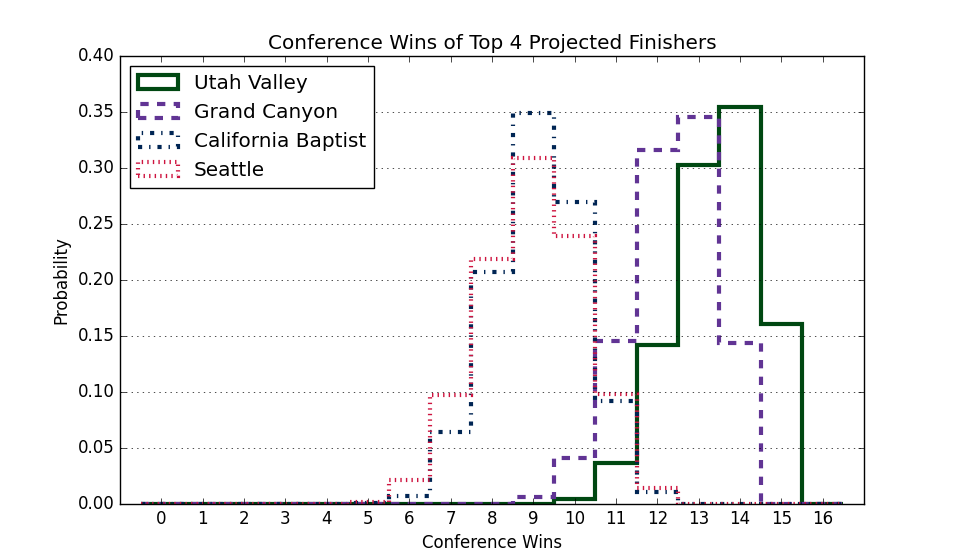 Conference Wins of Top 4 Projected Finishers
Utah Valley
Grand Canyon
California Baptist
Seattle
0.40
0.35
0.30
0.25
0.20
0.15
0.10
0.05
0.00
Probability
0 1 2 3 4 5 6 7 8 9 10 11 12 13 14 15 16
Conference Wins